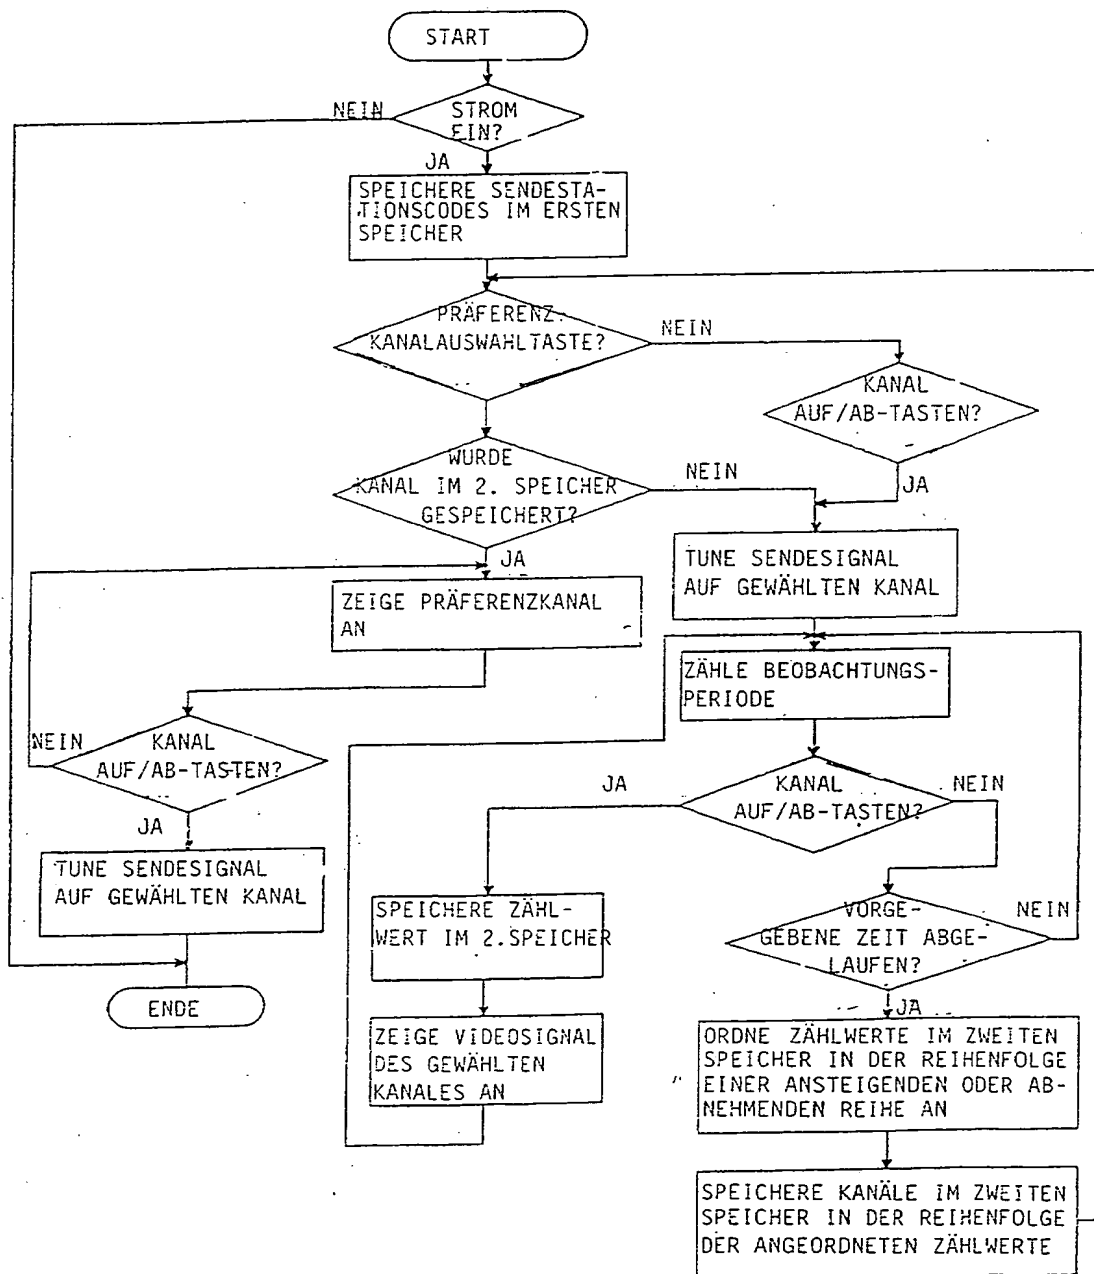 START
NEIN
STROM
EIN?
JA
SPEICHERE SENDESTA-
TIONSCODES IM ERSTEN
SPEICHER
PRÄFERENZ.
KANALAUSWAHLTASTE?
NEIN
KANAL
AUF/AB-TASTEN?
JA
WURDE
KANAL IM 2. SPEICHER
GESPEICHERT?
NEIN
JA
TUNE SENDESIGNAL
AUF GEWÄHLTEN KANAL
ZEIGE PRÄFERENZKANAL
AN
ZÄHLE BEOBACHTUNGS-
PERIODE
NEIN
KANAL
AUF/AB-TASTEN?
JA
JA
KANAL
AUF/AB-TASTEN?
NEIN
TUNE SENDESIGNAL
AUF GEWÄHLTEN KANAL
SPEICHERE ZÄHL-
WERT IM 2.SPEICHER
VORGE-
GEBENE ZEIT ABGE-
LAUFEN?
NEIN
JA
ENDE
ZEIGE VIDEOSIGNAL
DES GEWÄHLTEN
KANALES AN
ORDNE ZÄHLWERTE IM ZWEITEN
SPEICHER IN DER REIHENFOLGE
EINER ANSTEIGENDEN ODER AB-
NEHMENDEN REIHE AN
SPEICHERE KANÄLE IM ZWEITEN
SPEICHER IN DER REIHENFOLGE
DER ANGEORDNETEN ZÄHLWERTE